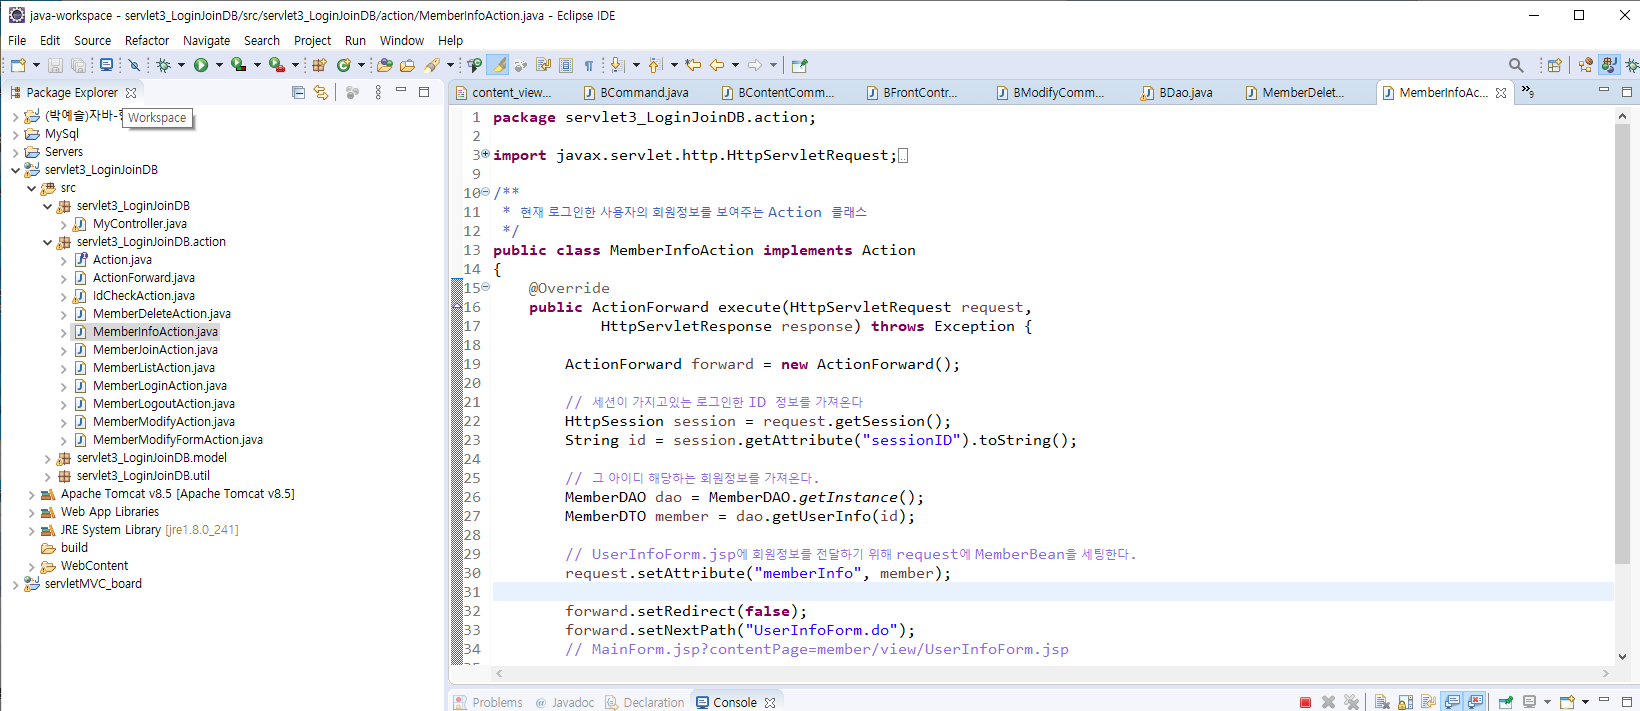 java-workspace - servlet3_LoginJoinDB/src/servlet3_LoginJoinDB/action/MemberInfoAction.java - Eclipse IDE
File Edit Source Refactor Navigate Search Project Run Window Help
Package Explorer
(박예솔)자바-
Workspace
MySql
Servers
servlet3_LoginJoinDB
src
servlet3_LoginJoinDB
MyController.java
servlet3_LoginJoinDB.action
Action.java
ActionForward.java
IdCheckAction.java
MemberDeleteAction.java
MemberInfoAction.java
MemberJoinAction.java
MemberListAction.java
MemberLoginAction.java
MemberLogoutAction.java
MemberModifyAction.java
MemberModifyFormAction.java
servlet3_LoginJoinDB.model
servlet3_LoginJoinDB.util
Apache Tomcat v8.5 [Apache Tomcat v8.5]
Web App Libraries
JRE System Library [jre1.8.0_241]
build
WebContent
servletMVC_board
content_view... BCommand.java BContentComm... BFrontContr... BModifyComm... BDao.java MemberDelet... MemberInfoAc... »9
1 package servlet3_LoginJoinDB.action;
2
3 import javax.servlet.http.HttpServletRequest;
9
10 /**
11 * 현재 로그인한 사용자의 회원정보를 보여주는 Action 클래스
12 */
13 public class MemberInfoAction implements Action
14 {
15 @Override
16 public ActionForward execute(HttpServletRequest request,
17 HttpServletResponse response) throws Exception {
18
19 ActionForward forward = new ActionForward();
20
21 // 세션이 가지고있는 로그인한 ID 정보를 가져온다
22 HttpSession session = request.getSession();
23 String id = session.getAttribute("sessionID").toString();
24
25 // 그 아이디 해당하는 회원정보를 가져온다.
26 MemberDAO dao = MemberDAO.getInstance();
27 MemberDTO member = dao.getUserInfo(id);
28
29 // UserInfoForm.jsp에 회원정보를 전달하기 위해 request에 MemberBean을 세팅한다.
30 request.setAttribute("memberInfo", member);
31
32 forward.setRedirect(false);
33 forward.setNextPath("UserInfoForm.do");
34 // MainForm.jsp?contentPage=member/view/UserInfoForm.jsp
Problems @ Javadoc Declaration Console